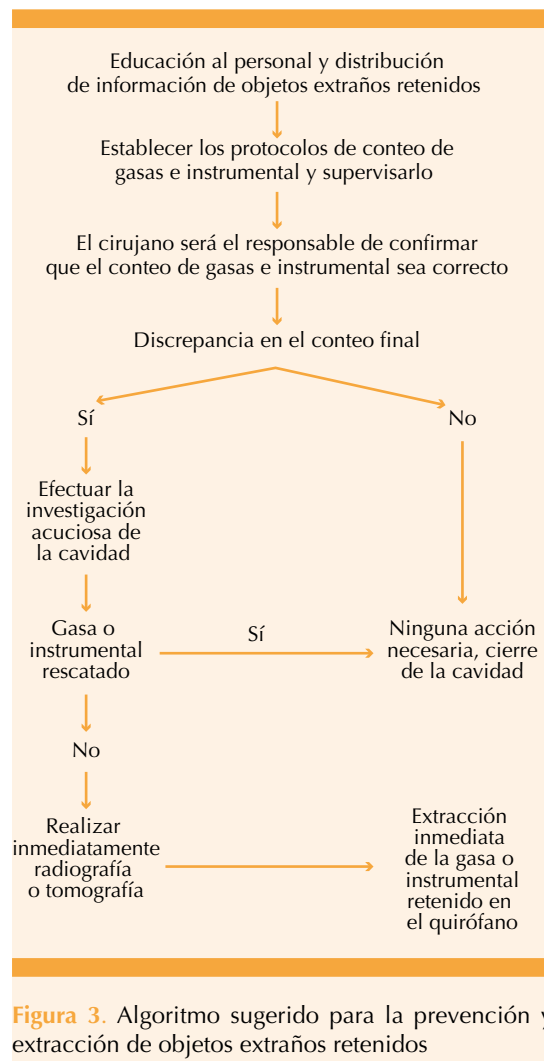 Educación al personal y distribución
de información de objetos extraños retenidos
Establecer los protocolos de conteo de
gasas e instrumental y supervisarlo
El cirujano será el responsable de confirmar
que el conteo de gasas e instrumental sea correcto
Discrepancia en el conteo final
Sí
No
Efectuar la
investigación
acuciosa de
la cavidad
Gasa o
instrumental
rescatado
Sí
Ninguna acción
necesaria, cierre
de la cavidad
No
Realizar
inmediatamente
radiografía
o tomografía
Extracción
inmediata
de la gasa o
instrumental
retenido en
el quirófano
Figura 3. Algoritmo sugerido para la prevención y
extracción de objetos extraños retenidos